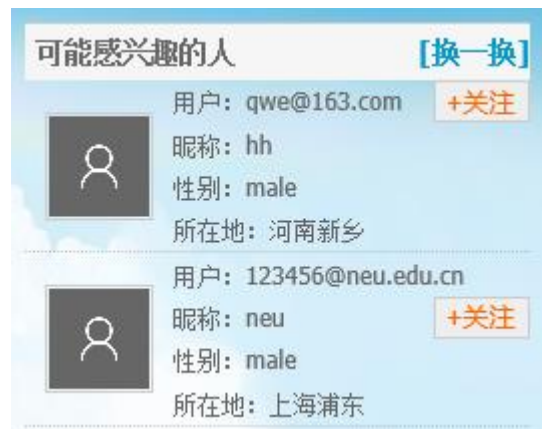 可能感兴趣的人 [换一换]
用户：qwe@163.com +关注
昵称：hh
性别：male
所在地：河南新乡
用户：123456@neu.edu.cn
昵称：neu +关注
性别：male
所在地：上海浦东